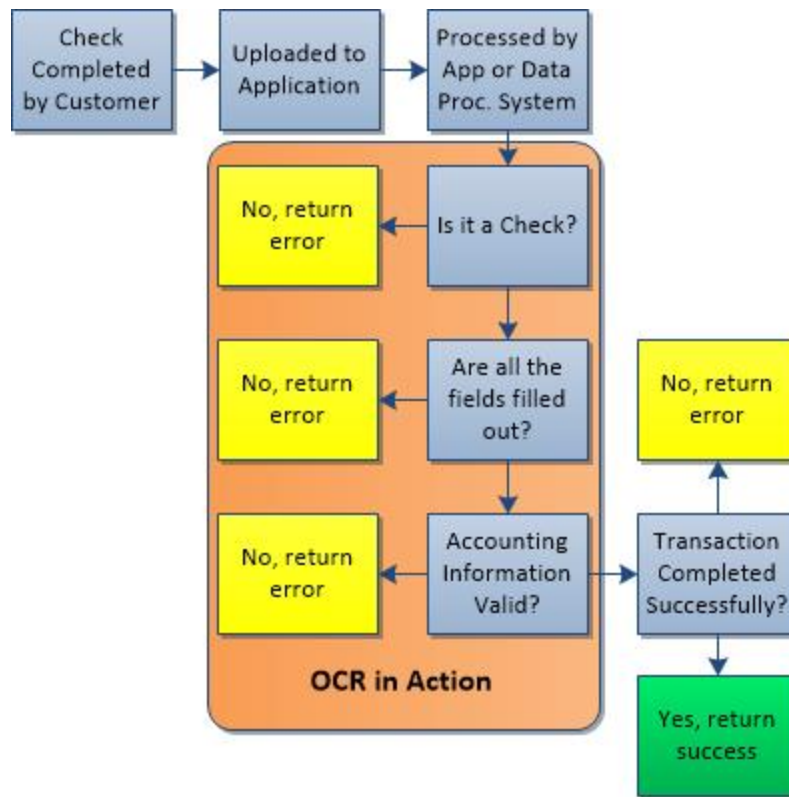 Check
Completed
by Customer
Uploaded to
Application
Processed by
App or Data
Proc. System
No, return
error
Is it a Check?
No, return
error
Are all the
fields filled
out?
No, return
error
No, return
error
Accounting
Information
Valid?
Transaction
Completed
Successfully?
OCR in Action
Yes, return
success